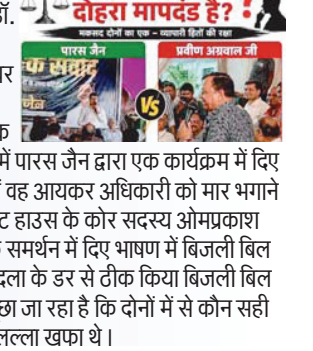 डॉ.
दोहरा मापदंड है?
मकसद दोनों का एक – व्यापारी हितों की रक्षा
पारस जैन
प्रवीण अग्रवाल जी
संवाद
VS
में पारस जैन द्वारा एक कार्यक्रम में दिए
वह आयकर अधिकारी को मार भगाने
हाउस के कोर सदस्य ओमप्रकाश
समर्थन में दिए भाषण में बिजली बिल
के डर से ठीक किया बिजली बिल
जा रहा है कि दोनों में से कौन सही
खफा थे।